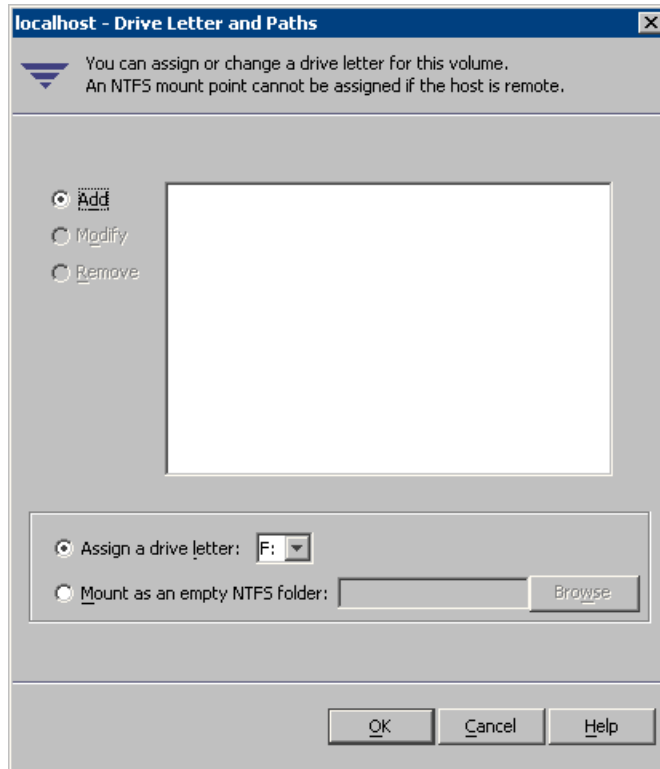 localhost - Drive Letter and Paths
You can assign or change a drive letter for this volume.
An NTFS mount point cannot be assigned if the host is remote.
Add
Modify
Remove
Assign a drive letter: F:
Mount as an empty NTFS folder: Browse
OK Cancel Help